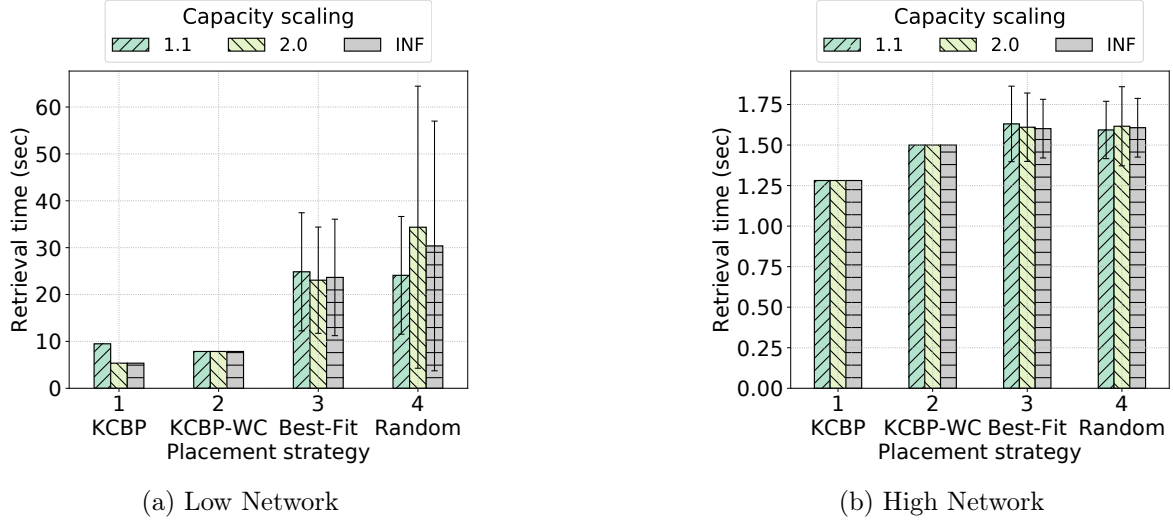 Capacity scaling
1.1 2.0 INF
Retrieval time (sec)
60
50
40
30
20
10
0
1 2 3 4
KCBP KCBP-WC Best-Fit Random
Placement strategy
(a) Low Network
Capacity scaling
1.1 2.0 INF
Retrieval time (sec)
1.75
1.50
1.25
1.00
0.75
0.50
0.25
0.00
1 2 3 4
KCBP KCBP-WC Best-Fit Random
Placement strategy
(b) High Network